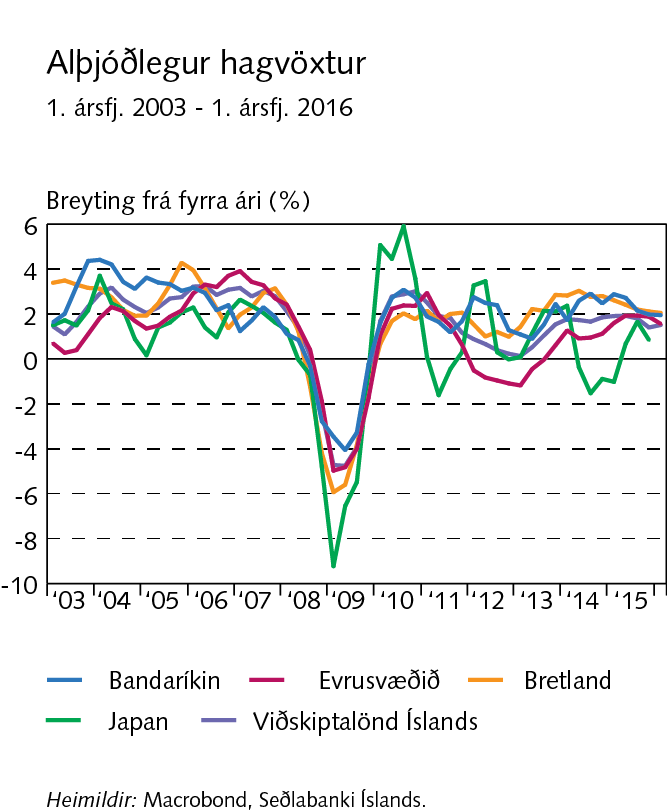 Alþjóðlegur hagvöxtur
1. ársfj. 2003 - 1. ársfj. 2016
Breyting frá fyrra ári (%)
6
4
2
0
-2
-4
-6
-8
-10
‘03 ‘04 ‘05 ‘06 ‘07 ‘08 ‘09 ‘10 ‘11 ‘12 ‘13 ‘14 ‘15
Bandaríkin Evrusvæðið Bretland
Japan Viðskiptalönd Íslands
Heimildir: Macrobond, Seðlabanki Íslands.